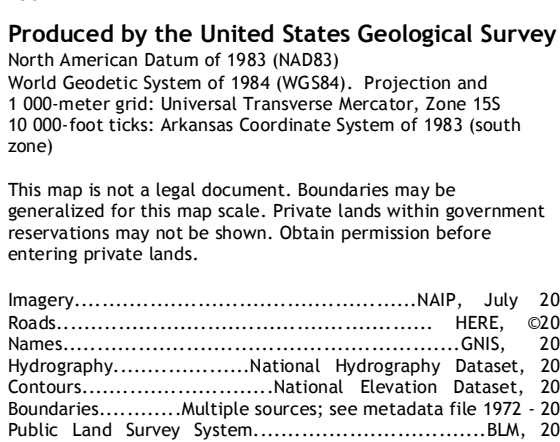 Produced by the United States Geological Survey
North American Datum of 1983 (NAD83)
World Geodetic System of 1984 (WGS84). Projection and
1 000-meter grid: Universal Transverse Mercator, Zone 15S
10 000-foot ticks: Arkansas Coordinate System of 1983 (south
zone)
This map is not a legal document. Boundaries may be
generalized for this map scale. Private lands within government
reservations may not be shown. Obtain permission before
entering private lands.
Imagery..................................................NAIP, July 20
Roads....................................................... HERE, ©20
Names..........................................................GNIS, 20
Hydrography....................National Hydrography Dataset, 20
Contours............................National Elevation Dataset, 20
Boundaries............Multiple sources; see metadata file 1972 - 20
Public Land Survey System..................................BLM, 20